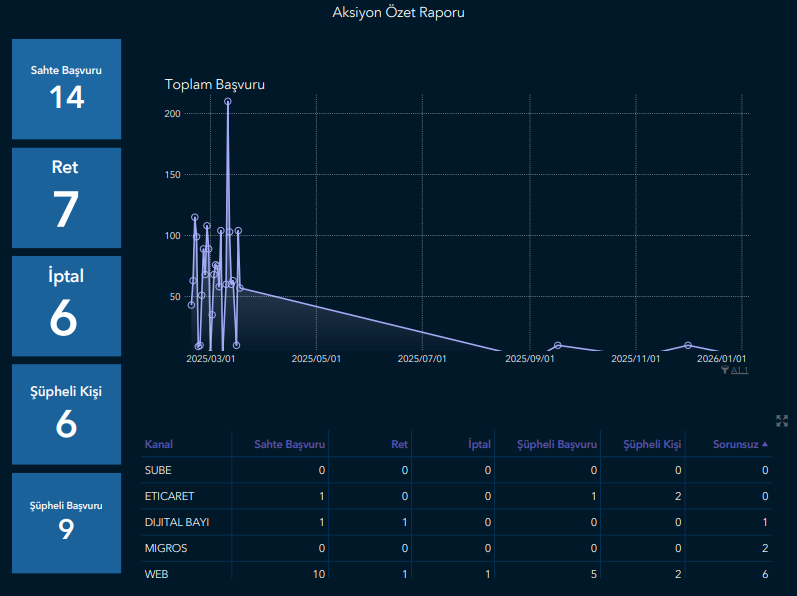 Aksiyon Özet Raporu
Sahte Başvuru
14
Ret
7
İptal
6
Şüpheli Kişi
6
Şüpheli Başvuru
9
Toplam Başvuru
200
150
100
50
2025/03/01 2025/05/01 2025/07/01 2025/09/01 2025/11/01 2026/01/01
A1.1
Kanal Sahte Başvuru Ret İptal Şüpheli Başvuru Şüpheli Kişi Sorunsuz
SUBE 0 0 0 0 0 0
ETICARET 1 0 0 1 2 0
DIJITAL BAYI 1 1 0 0 0 1
MIGROS 0 0 0 0 0 2
WEB 10 1 1 5 2 6